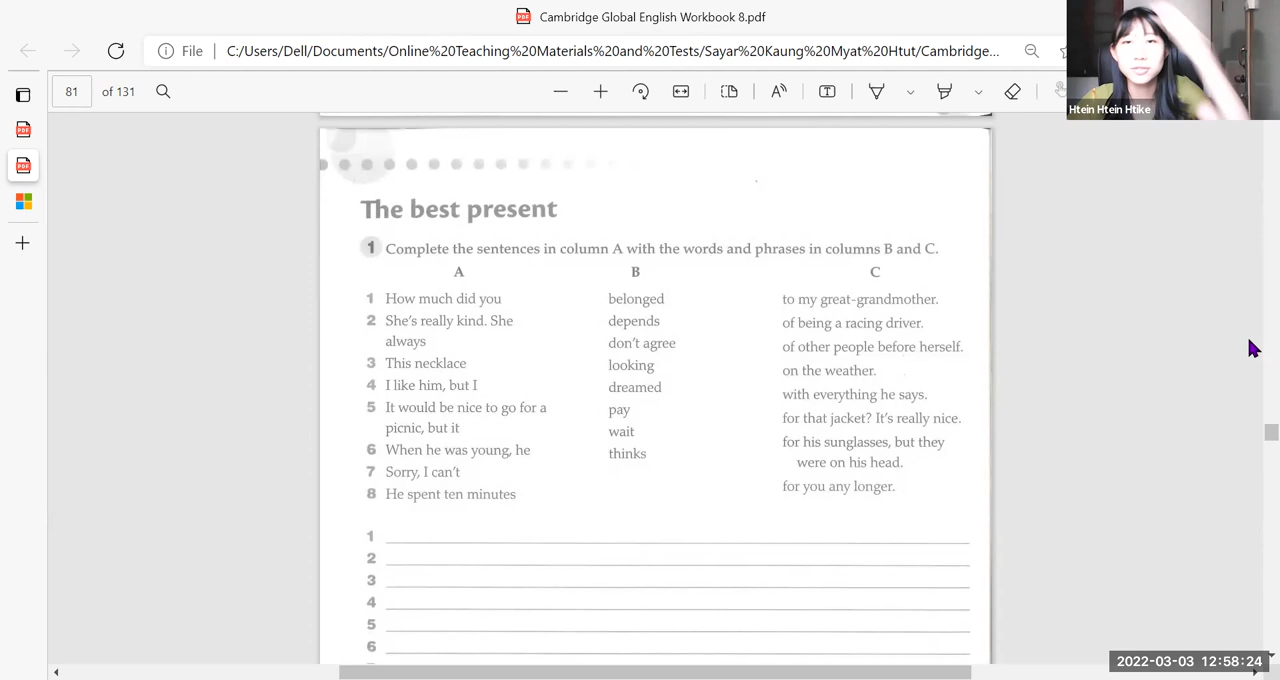 Cambridge Global English Workbook 8.pdf
File C:/Users/Dell/Documents/Online%20Teaching%20Materials%20and%20Tests/Sayar%20Kaung%20Myat%20Htut/Cambridge...
81 of 131
Htein Htein Htike
The best present
1 Complete the sentences in column A with the words and phrases in columns B and C.
A B C
1 How much did you belonged to my great-grandmother.
2 She's really kind. She depends of being a racing driver.
always don't agree of other people before herself.
3 This necklace looking on the weather.
4 I like him, but I dreamed with everything he says.
5 It would be nice to go for a pay for that jacket? It's really nice.
picnic, but it wait for his sunglasses, but they
6 When he was young, he thinks were on his head.
7 Sorry, I can't for you any longer.
8 He spent ten minutes
1
2
3
4
5
6
2022-03-03 12:58:24